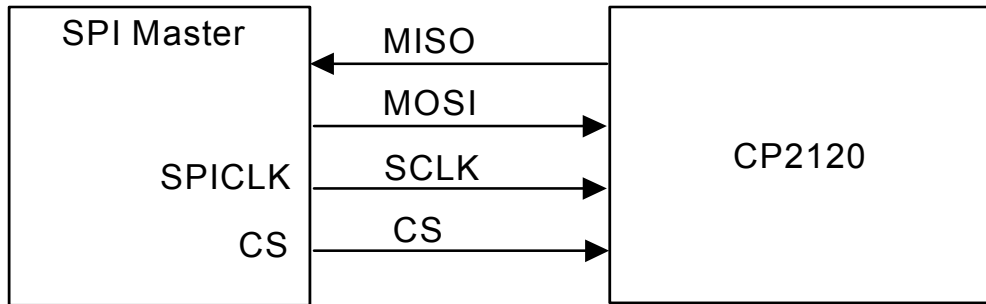 SPI Master
MISO
MOSI
CP2120
SPICLK
SCLK
CS
CS